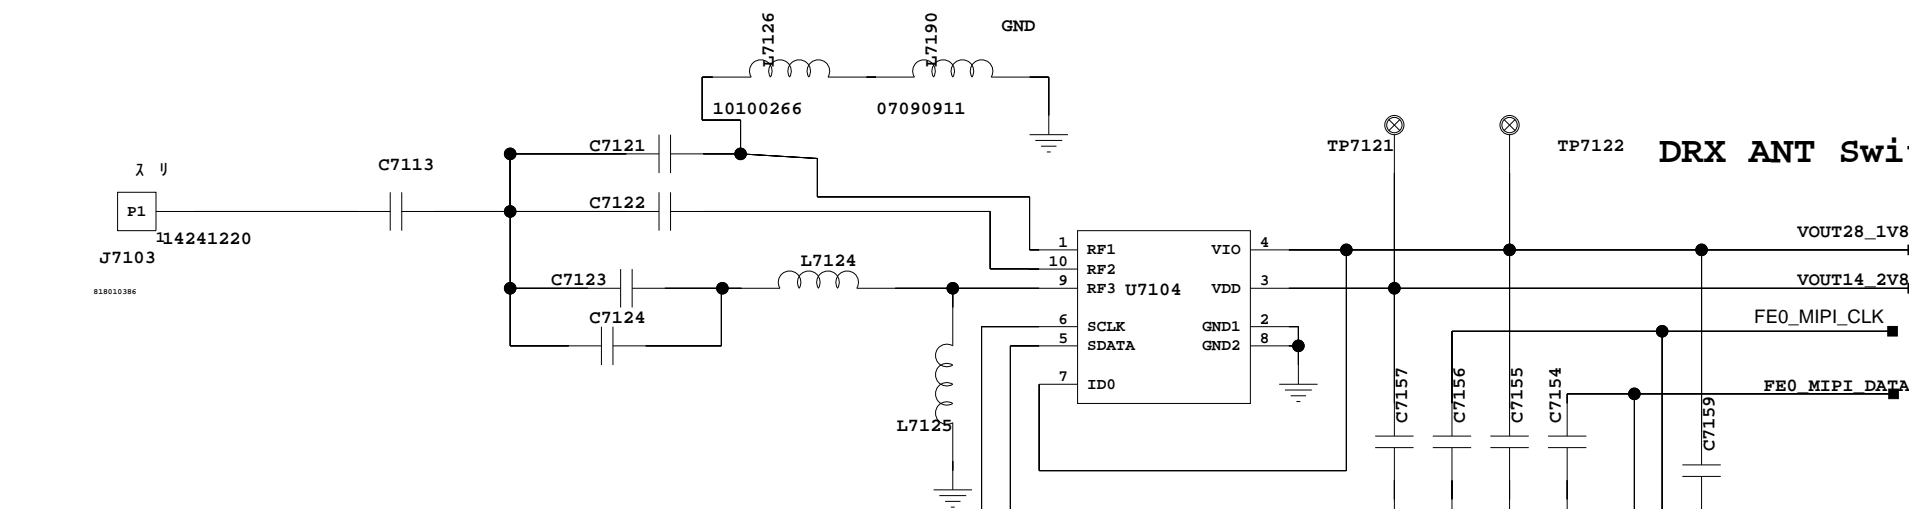 L7126
L7190
GND
10100266
07090911
C7121
TP7121
TP7122
DRX ANT Swi
ｽ ﾘ
C7113
P1
C7122
1
14241220
J7103
818010386
VOUT28_1V8
1 RF1
VIO 4
10 RF2
L7124
C7123
9 RF3
U7104
VDD 3
VOUT14_2V8
C7124
6 SCLK
GND1 2
FE0_MIPI_CLK
5 SDATA
GND2 8
7 ID0
FE0_MIPI_DATA
C7157
C7156
C7155
C7154
C7159
L7125